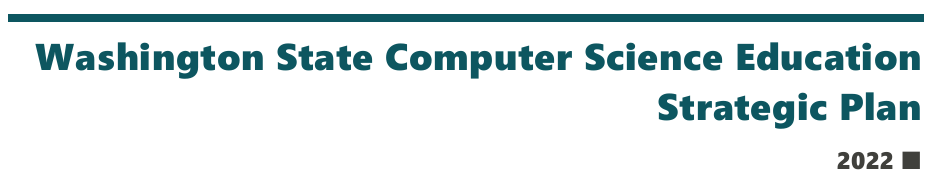 Washington State Computer Science Education
Strategic Plan
2022